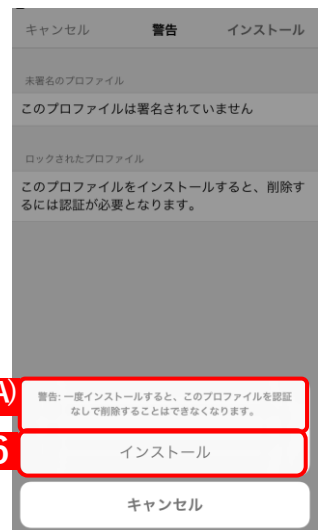 キャンセル 警告 インストール
未署名のプロファイル
このプロファイルは署名されていません
ロックされたプロファイル
このプロファイルをインストールすると、削除す
るには認証が必要となります。
A)
警告: 一度インストールすると、このプロファイルを認証
なしで削除することはできなくなります。
6
インストール
キャンセル